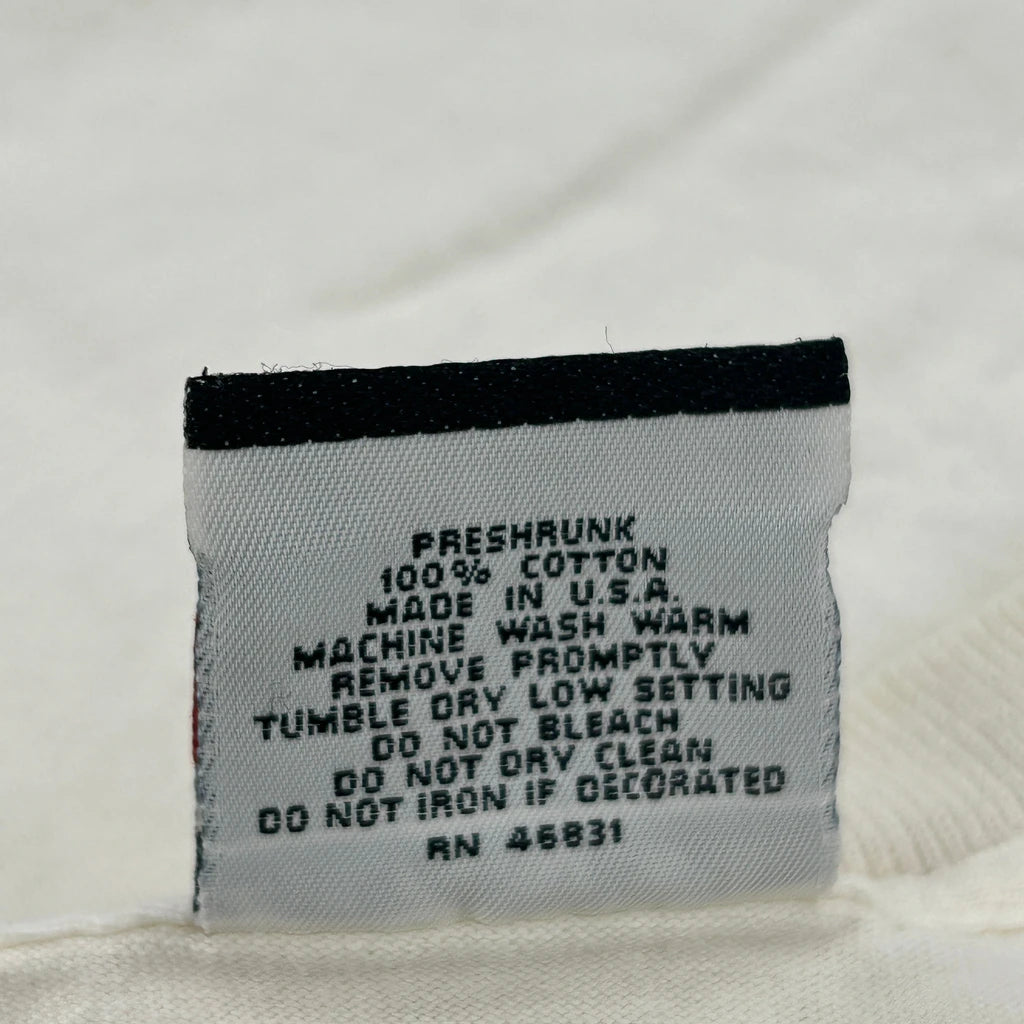 PRESHRUNK
100% COTTON
MADE IN U.S.A.
MACHINE WASH WARM
REMOVE PROMPTLY
TUMBLE DRY LOW SETTING
DO NOT BLEACH
DO NOT DRY CLEAN
DO NOT IRON IF DECORATED
RN 46831